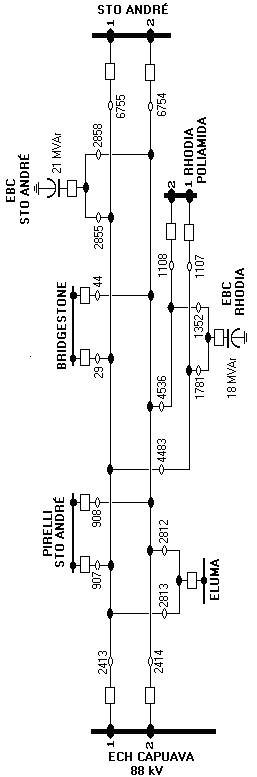 STO ANDRÉ
1
2
6755
6754
2858
21 MVAr
EBC
STO ANDRÉ
2855
2
1
RHODIA
POLIAMIDA
1108
1107
EBC
RHODIA
1352
18 MVAr
1781
44
BRIDGESTONE
29
4536
4483
908
PIRELLI
STO ANDRÉ
907
2812
2813
ELUMA
2413
2414
1
2
ECH CAPUAVA
88 kV